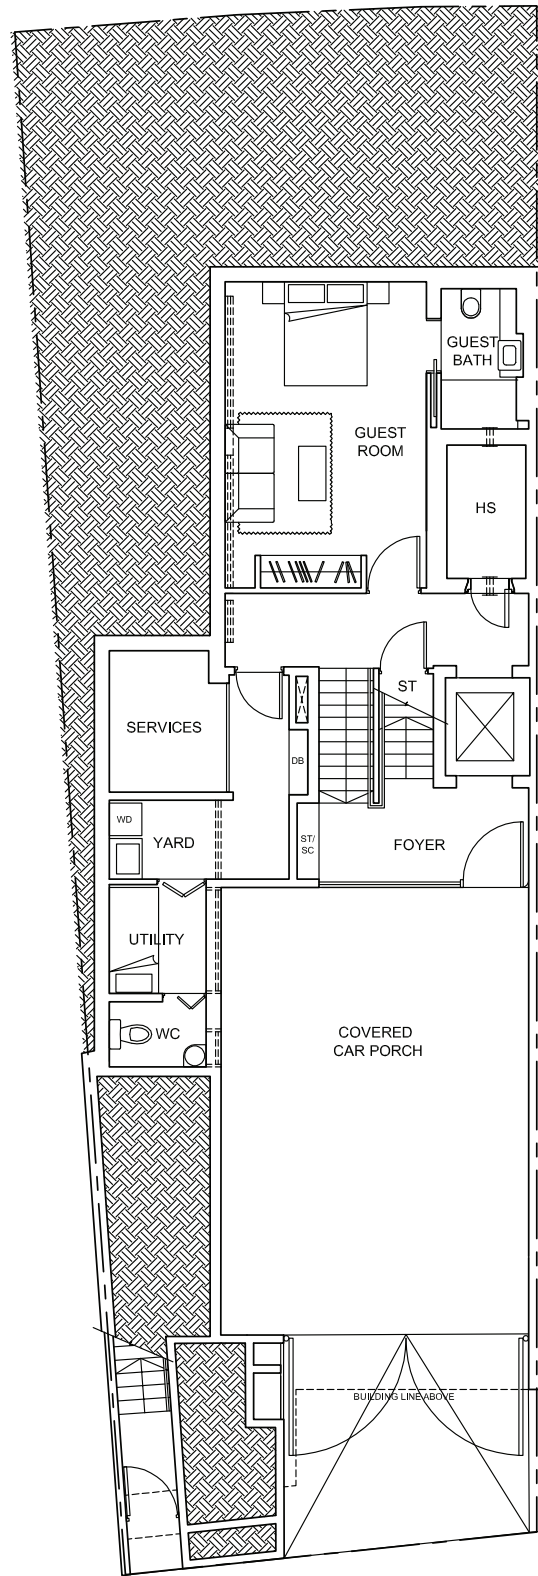 GUEST
BATH
GUEST
ROOM
HS
ST
SERVICES
DB
WD
YARD
ST/
SC
FOYER
UTILITY
WC
COVERED
CAR PORCH
BUILDING LINE ABOVE